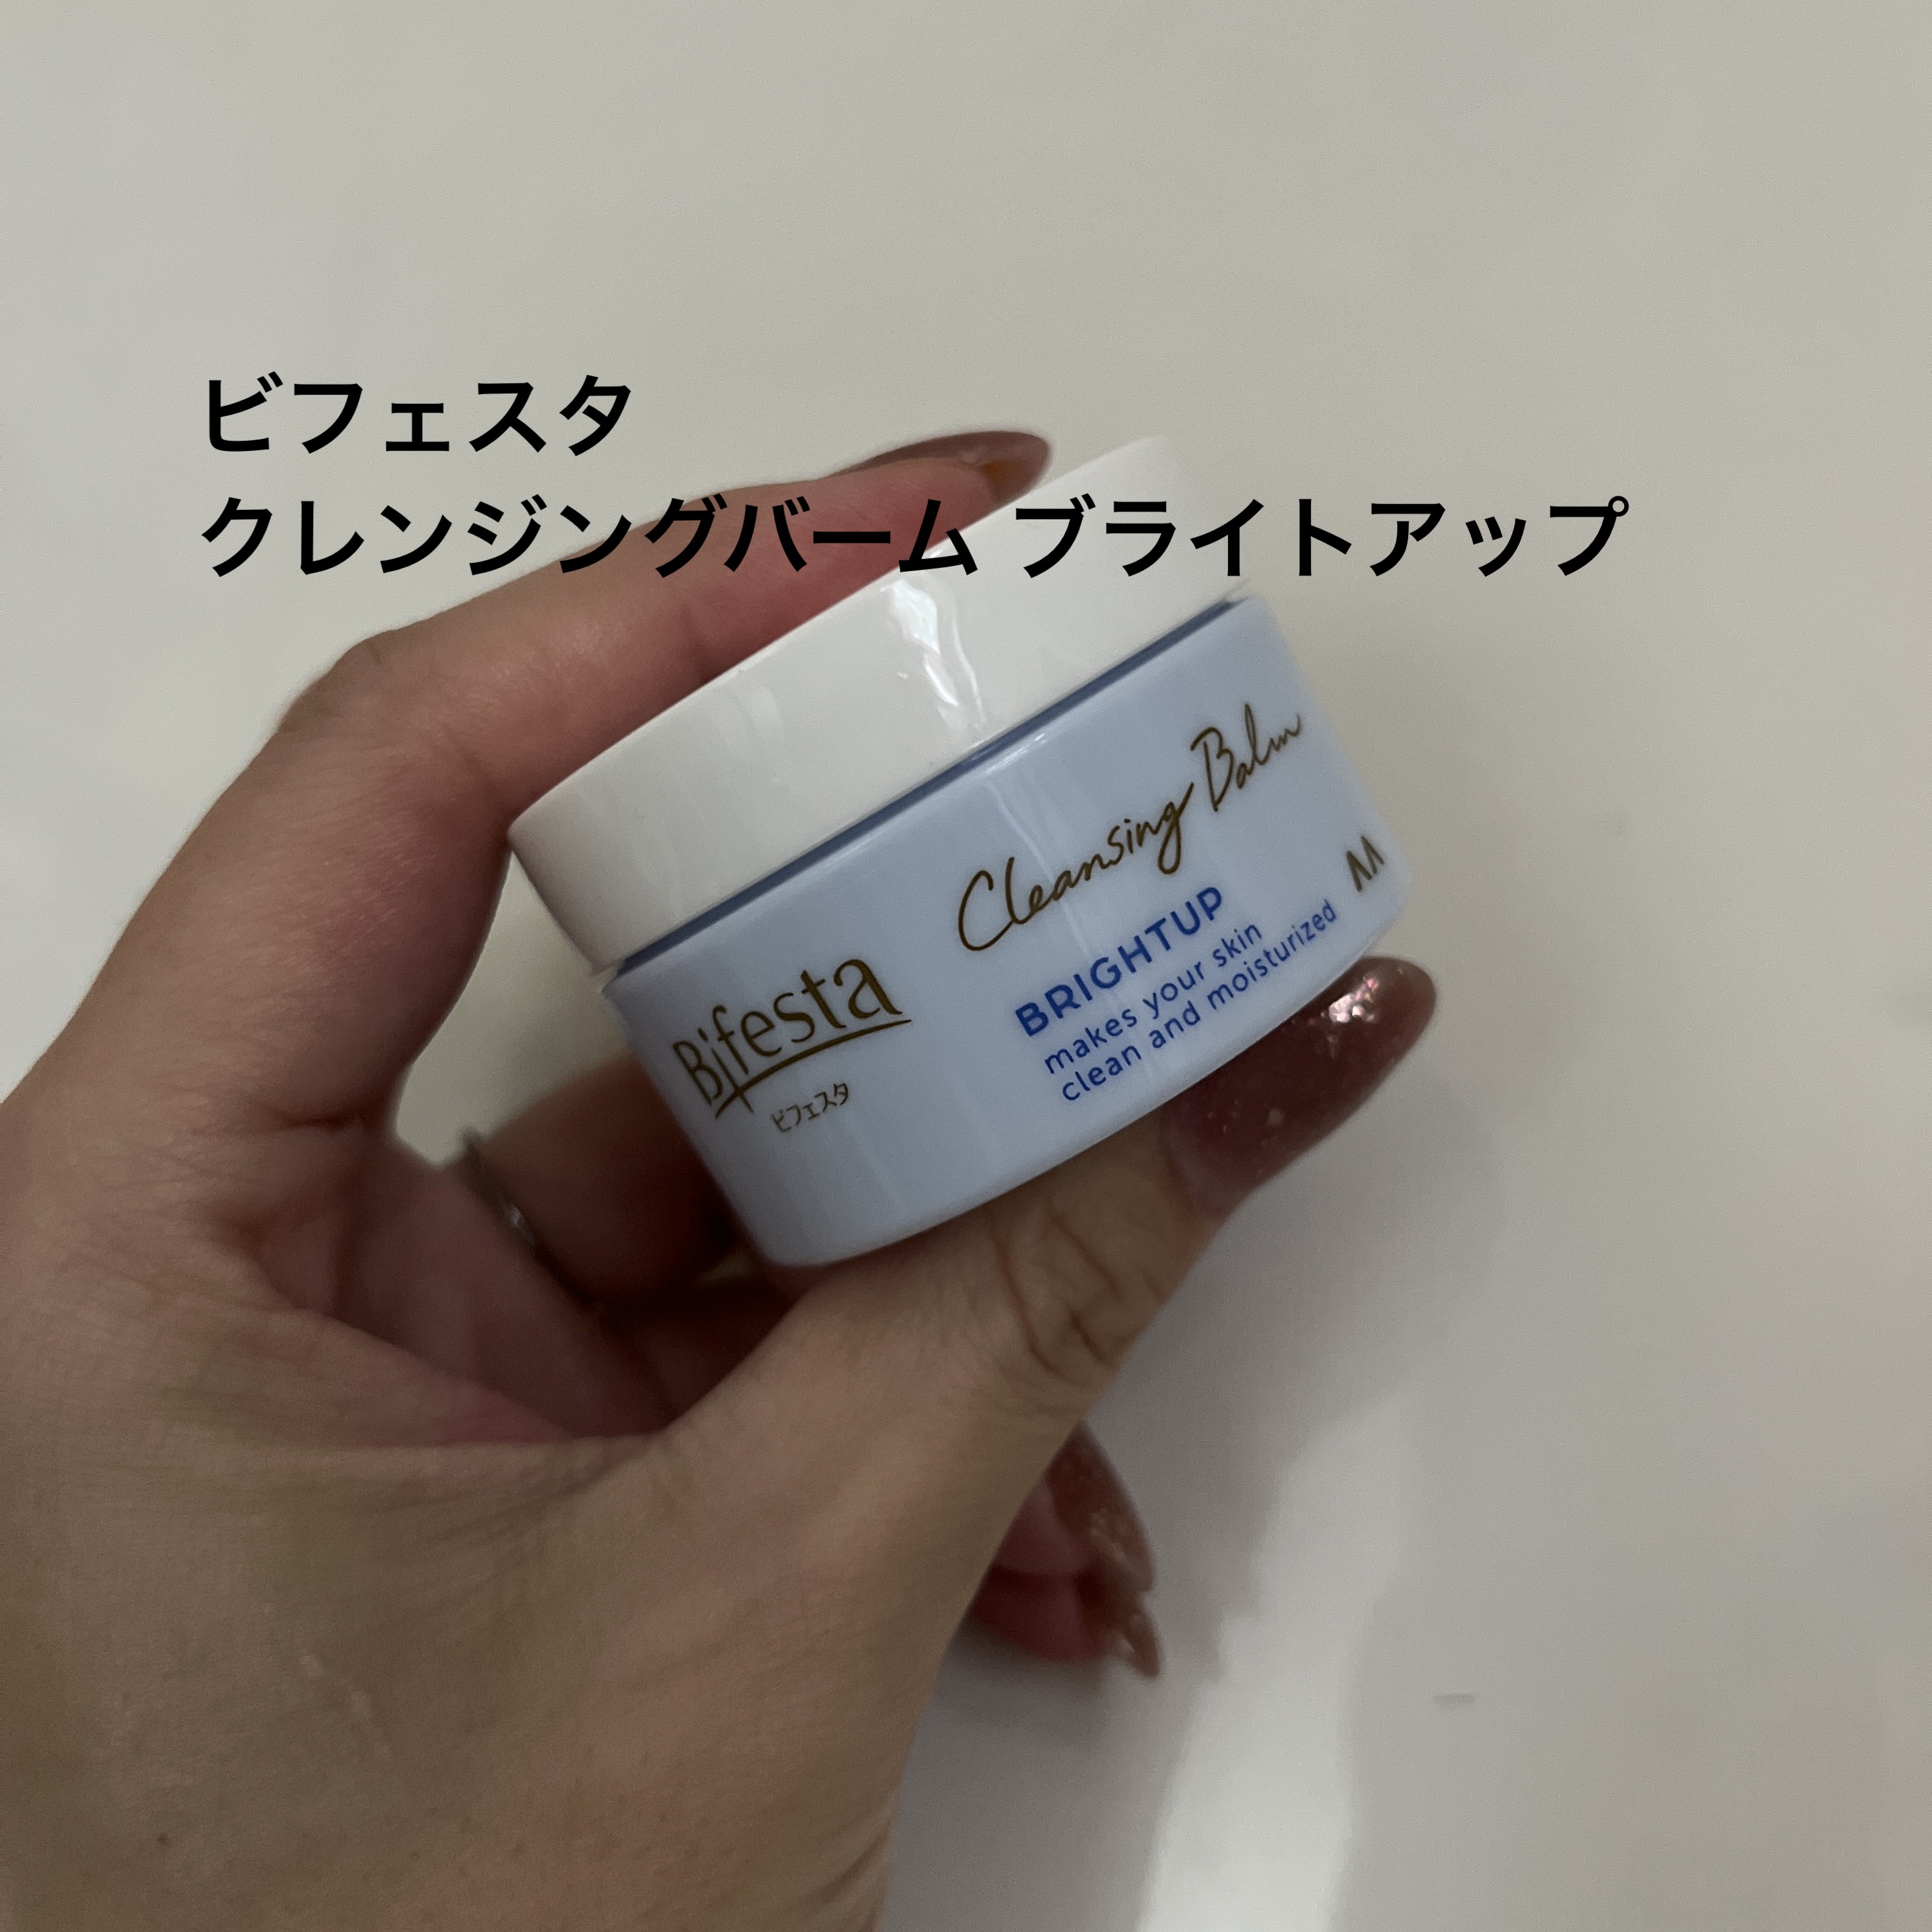 ビフェスタ
クレンジングバーム ブライトアップ
Cleansing Balm
BRIGHTUP
makes your skin
clean and moisturized
Bifesta
ビフェスタ